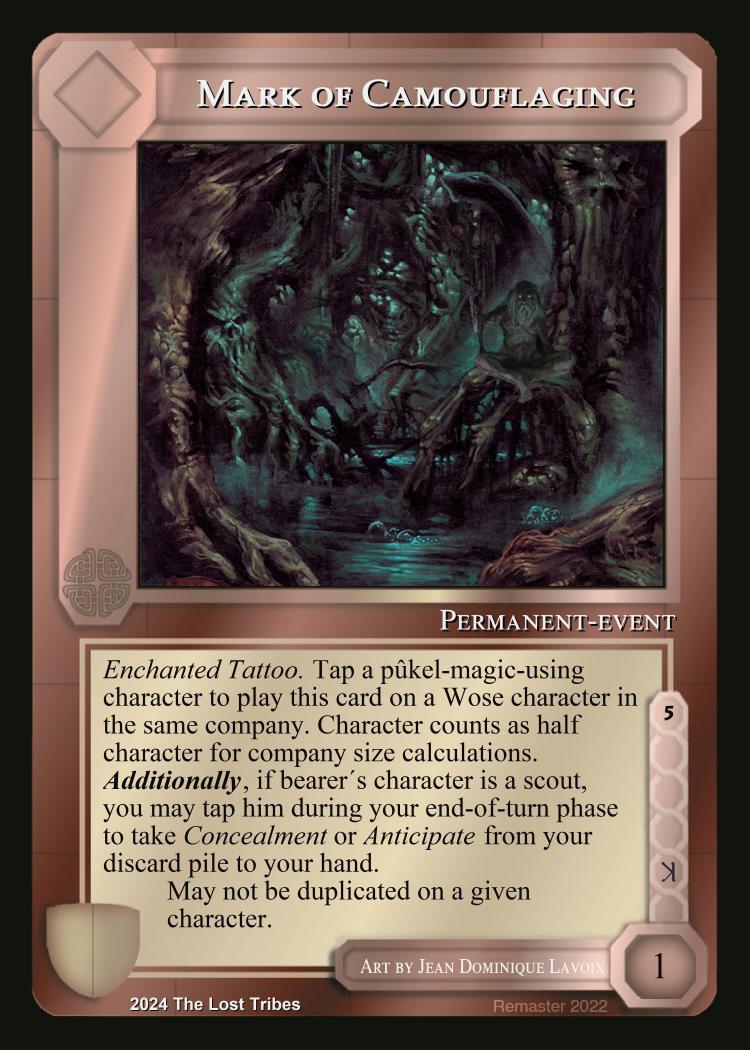 Mark of Camouflaging
Permanent-event
Enchanted Tattoo. Tap a pûkel-magic-using
character to play this card on a Wose character in
the same company. Character counts as half
character for company size calculations.
Additionally, if bearer´s character is a scout,
you may tap him during your end-of-turn phase
to take Concealment or Anticipate from your
discard pile to your hand.
May not be duplicated on a given
character.
5
Art by Jean Dominique Lavoix
1
2024 The Lost Tribes
Remaster 2022